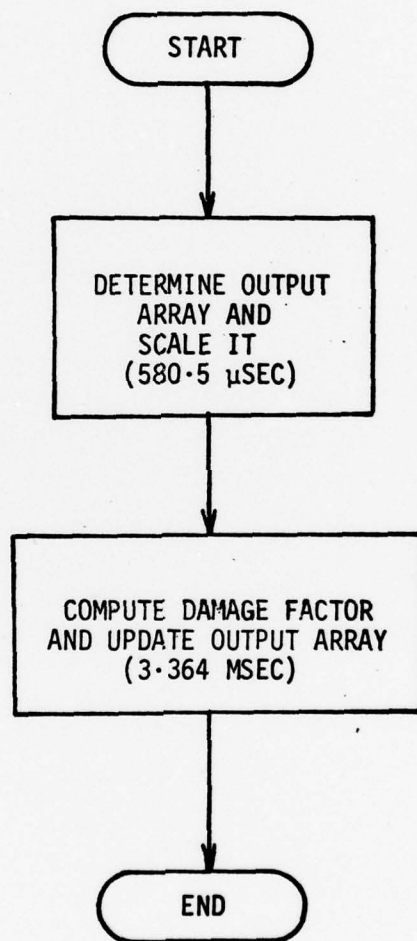 START
DETERMINE OUTPUT
ARRAY AND
SCALE IT
(580·5 µSEC)
COMPUTE DAMAGE FACTOR
AND UPDATE OUTPUT ARRAY
(3·364 MSEC)
END